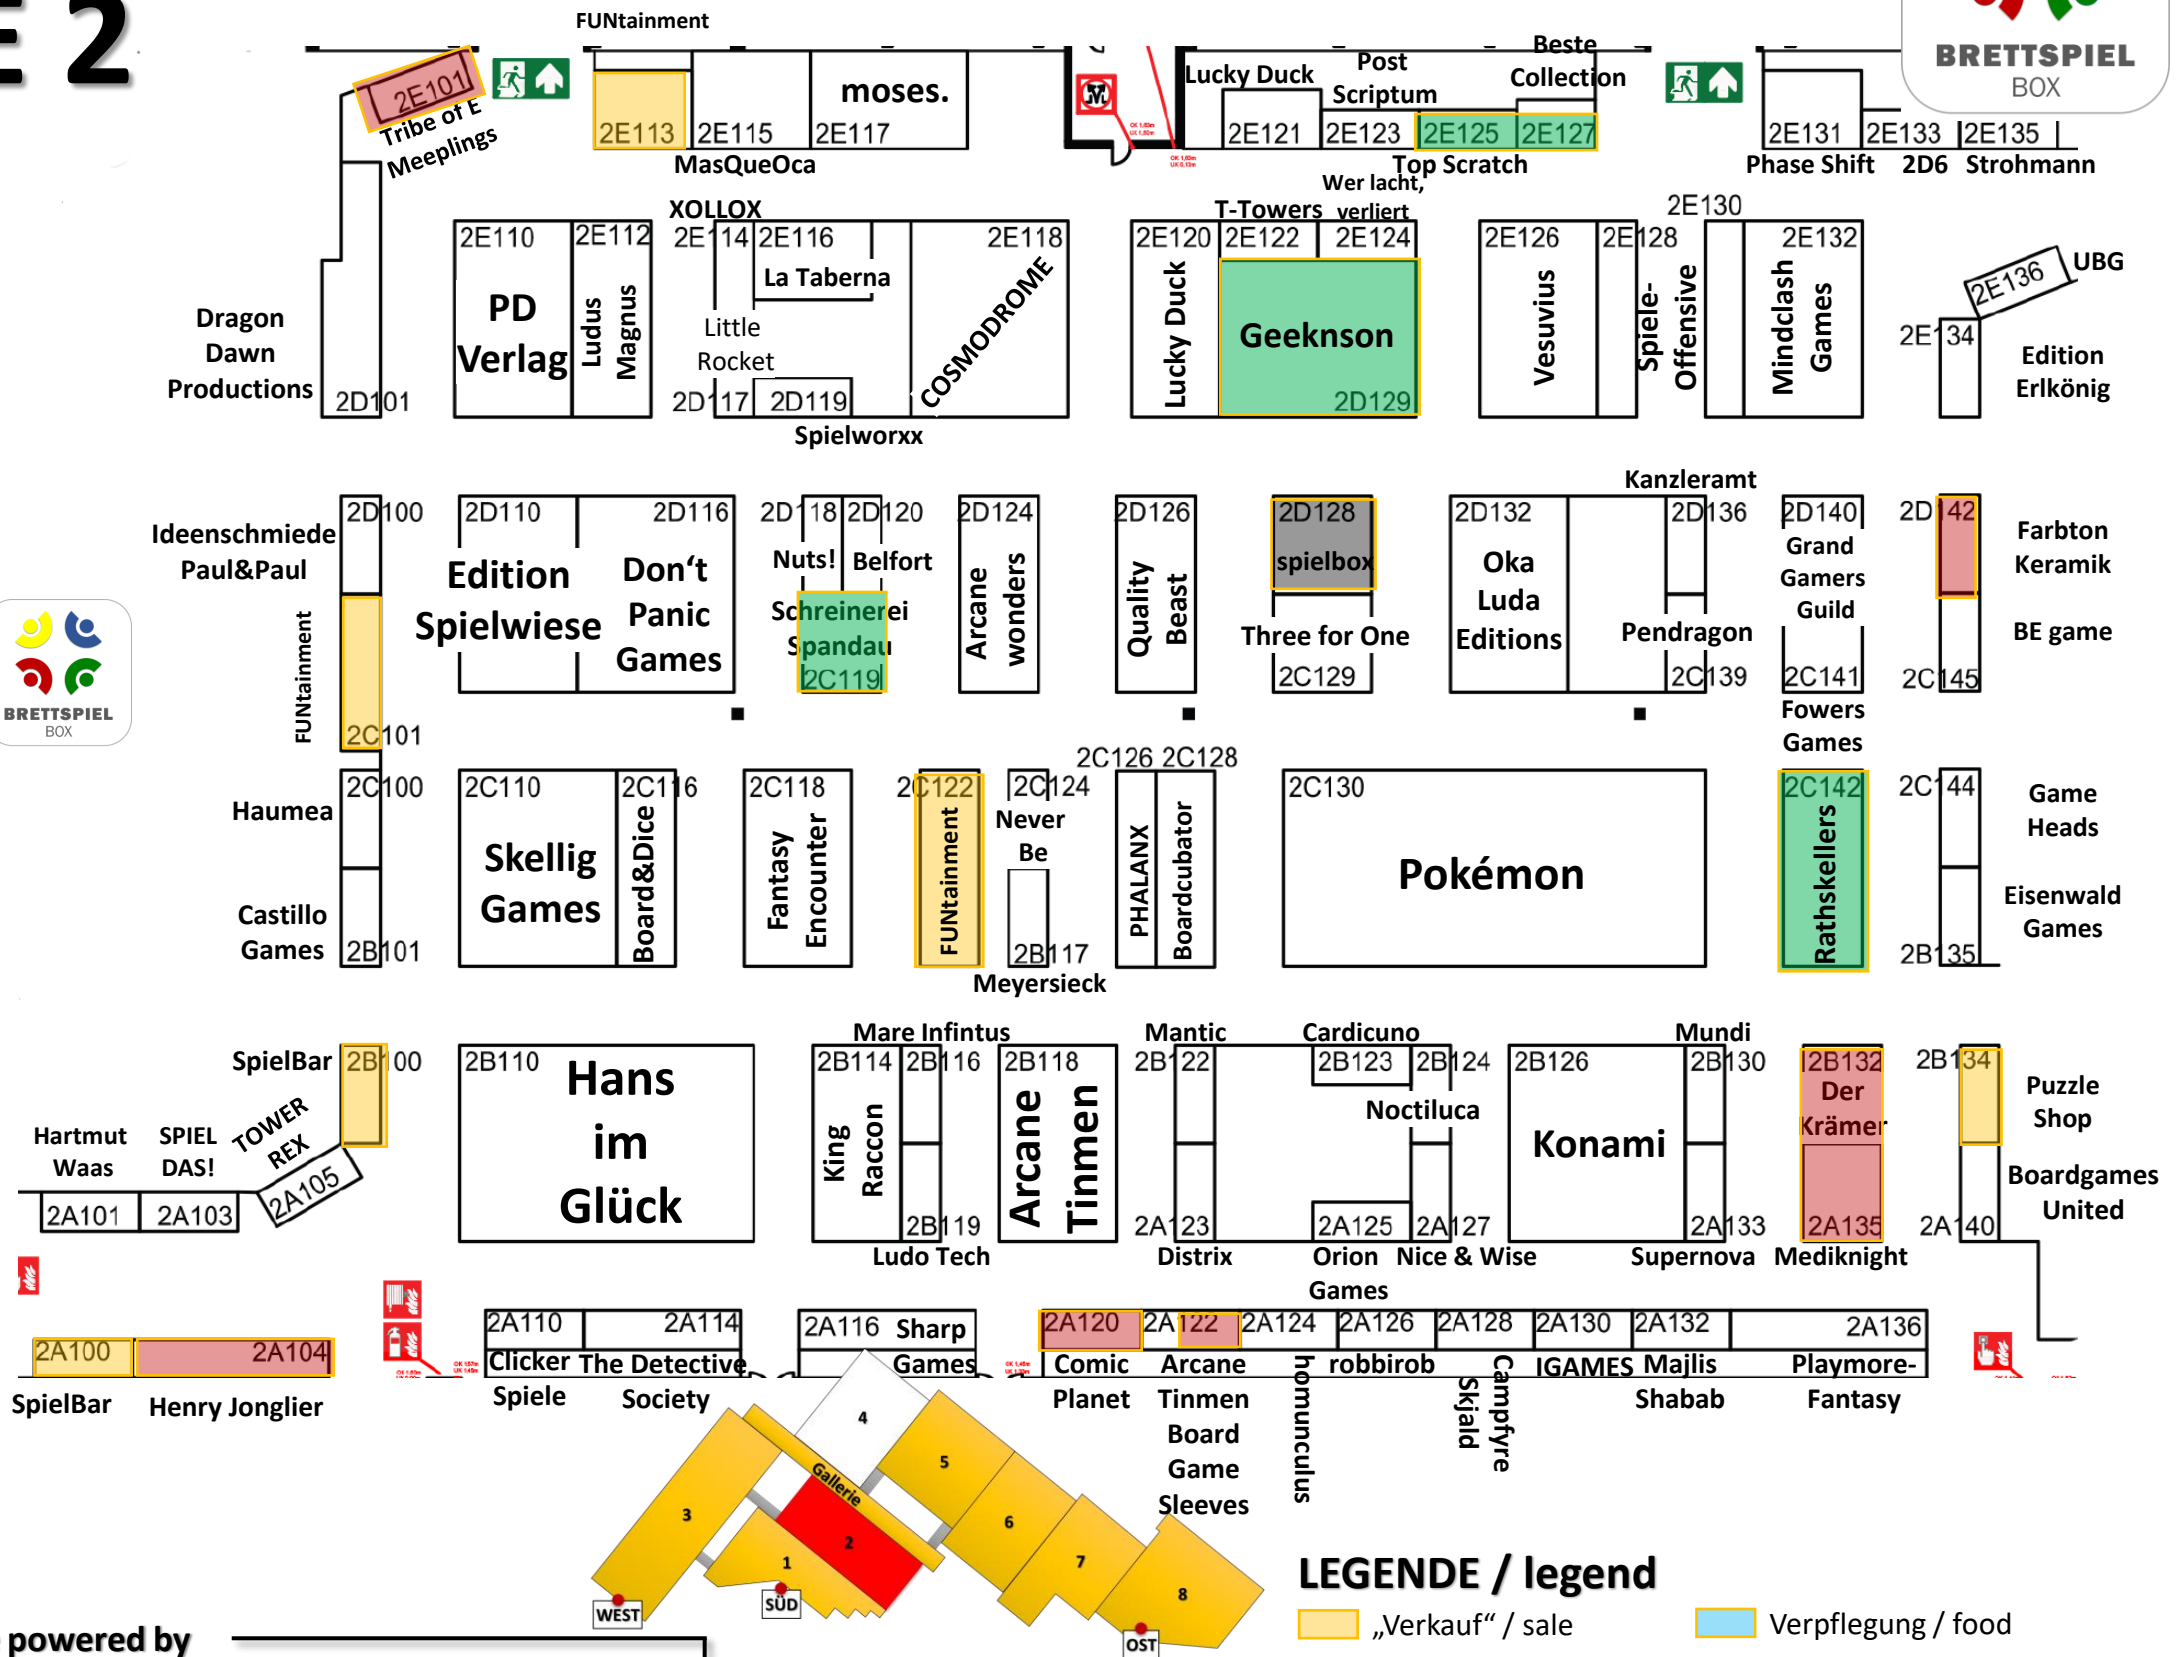 E 2
FUNtainment
BRETTSPIEL
BOX
2E101
Tribe of E
Meeplings
2E113
2E115
MasQueOca
moses.
2E117
Lucky Duck
2E121
Post
Scriptum
2E123
Beste
Collection
2E125
2E127
Top Scratch
2E131
2E133
2E135
Phase Shift
2D6
Strohmann
Dragon
Dawn
Productions
2D101
2E110
PD
Verlag
2E112
Ludus
Magnus
XOLLOX
2E114
2E116
La Taberna
Little
Rocket
2D117
2D119
Spielworxx
2E118
COSMODROME
2E120
Lucky Duck
T-Towers
2E122
Wer lacht,
verliert
2E124
Geeknson
2D129
2E126
Vesuvius
2E128
Spiele-
Offensive
2E130
2E132
Mindclash
Games
2E136
UBG
2E134
Edition
Erlkönig
Ideenschmiede
Paul&Paul
2D100
FUNtainment
2C101
2D110
Edition
Spielwiese
2D116
Don't
Panic
Games
2D118
Nuts!
2D120
Belfort
Schreinerei
Spandau
2C119
2D124
Arcane
wonders
2D126
Quality
Beast
2D128
spielbox
Three for One
2C129
2D132
Oka
Luda
Editions
Kanzleramt
2D136
Pendragon
2C139
2D140
Grand
Gamers
Guild
2C141
Fowers
Games
2D142
Farbton
Keramik
BE game
2C145
BRETTSPIEL
BOX
Haumea
2C100
Castillo
Games
2B101
2C110
Skellig
Games
2C116
Board&Dice
2C118
Fantasy
Encounter
2C122
FUNtainment
2C124
Never
Be
2B117
Meyersieck
2C126
PHALANX
2C128
Boardcubator
2C130
Pokémon
2C142
Rathskellers
2C144
Game
Heads
Eisenwald
Games
2B135
SpielBar
2B100
Hartmut
Waas
2A101
SPIEL
DAS!
2A103
TOWER
REX
2A105
2B110
Hans
im
Glück
2B114
King
Raccon
Mare Infintus
2B116
2B119
Ludo Tech
2B118
Arcane
Tinmen
Mantic
2B122
2A123
Distrix
Cardicuno
2B123
2B124
Noctiluca
2A125
2A127
Orion
Games
Nice & Wise
2B126
Konami
Mundi
2B130
2A133
Supernova
2B132
Der
Krämer
2A135
Mediknight
2B134
Puzzle
Shop
Boardgames
United
2A140
2A100
SpielBar
2A104
Henry Jonglier
2A110
Clicker
Spiele
2A114
The Detective
Society
2A116
Sharp
Games
2A120
Comic
Planet
2A122
Arcane
Tinmen
Board
Game
Sleeves
2A124
homunculus
2A126
robbirob
2A128
Skjald
Campfyre
2A130
IGAMES
2A132
Majlis
Shabab
2A136
Playmore-
Fantasy
4
5
Gallerie
3
2
6
1
7
8
WEST
SÜD
OST
LEGENDE / legend
„Verkauf“ / sale
Verpflegung / food
powered by